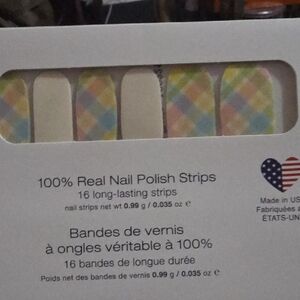 100% Real Nail Polish Strips
16 long-lasting strips
nail strips net wt 0.99 g / 0.035 oz e
Made in US
Fabriquées a
ÉTATS-UN
Bandes de vernis
à ongles véritable à 100%
16 bandes de longue durée
Poids net des bandes de vernis 0.99 g / 0.035 oz e